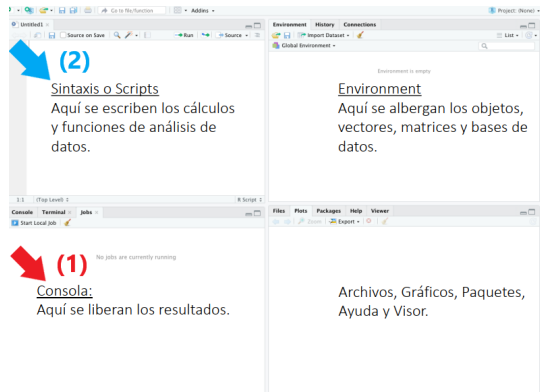 Go to file/function
Addins
Project: (None)
Untitled1
Source on Save
Run
Source
(2)
Sintaxis o Scripts
Aquí se escriben los cálculos
y funciones de análisis de
datos.
1:1 (Top Level) R Script
Environment History Connections
Import Dataset
List
Global Environment
Environment is empty
Environment
Aquí se albergan los objetos,
vectores, matrices y bases de
datos.
Console Terminal Jobs
Start Local Job
No jobs are currently running
(1)
Consola:
Aquí se liberan los resultados.
Files Plots Packages Help Viewer
Zoom Export
Archivos, Gráficos, Paquetes,
Ayuda y Visor.